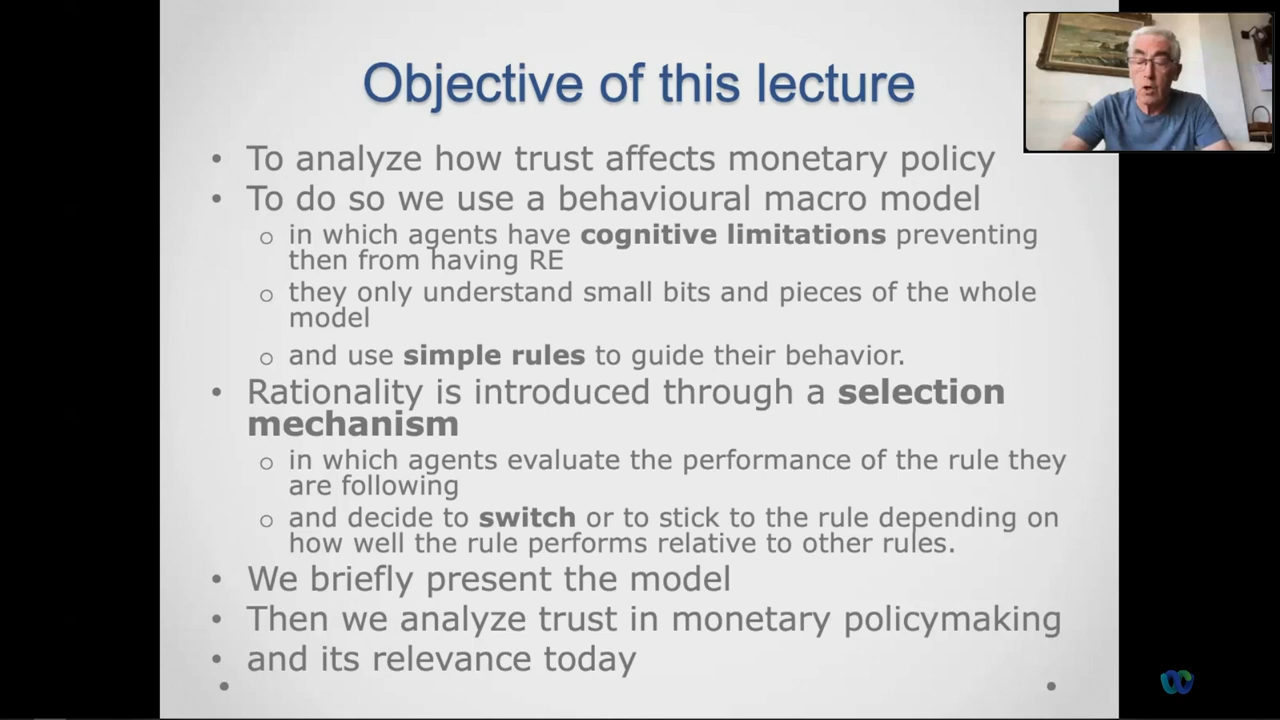 Objective of this lecture
• To analyze how trust affects monetary policy
• To do so we use a behavioural macro model
o in which agents have cognitive limitations preventing
then from having RE
o they only understand small bits and pieces of the whole
model
o and use simple rules to guide their behavior.
• Rationality is introduced through a selection
mechanism
o in which agents evaluate the performance of the rule they
are following
o and decide to switch or to stick to the rule depending on
how well the rule performs relative to other rules.
• We briefly present the model
• Then we analyze trust in monetary policymaking
• and its relevance today